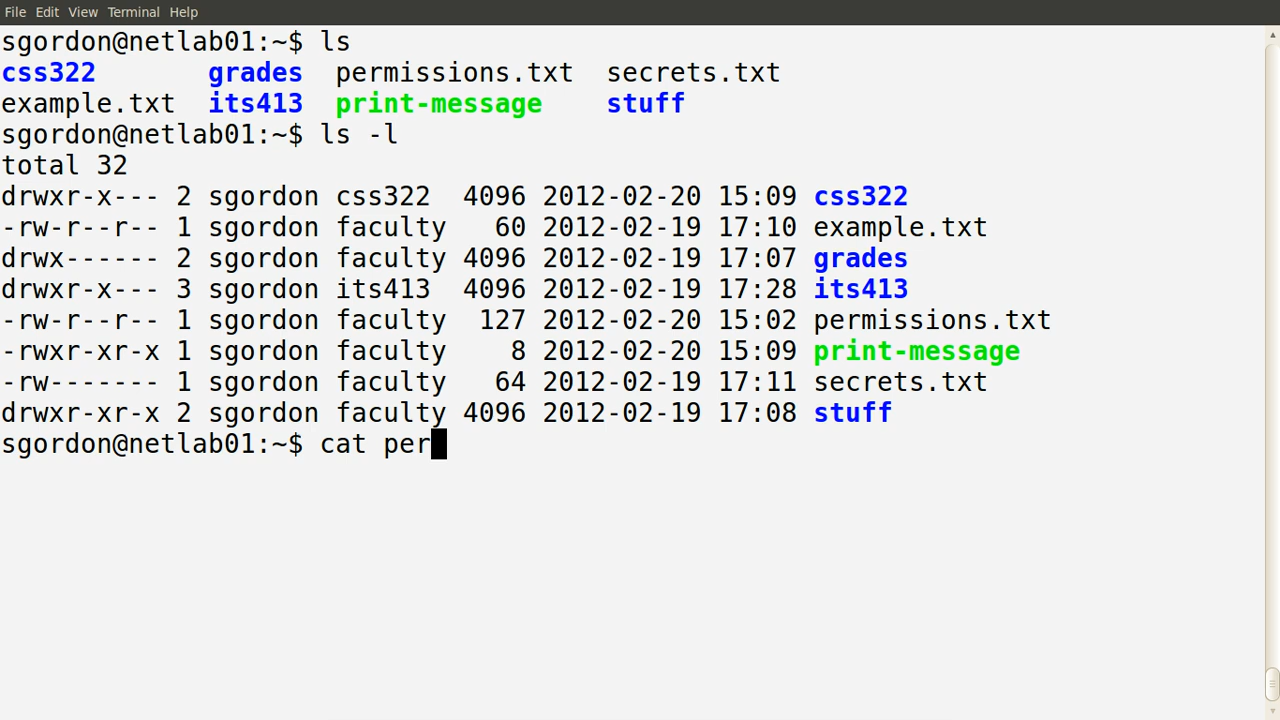 File Edit View Terminal Help
sgordon@netlab01:~$ ls
css322       grades  permissions.txt  secrets.txt
example.txt  its413  print-message    stuff
sgordon@netlab01:~$ ls -l
total 32
drwxr-x--- 2 sgordon css322  4096 2012-02-20 15:09 css322
-rw-r--r-- 1 sgordon faculty   60 2012-02-19 17:10 example.txt
drwx------ 2 sgordon faculty 4096 2012-02-19 17:07 grades
drwxr-x--- 3 sgordon its413  4096 2012-02-19 17:28 its413
-rw-r--r-- 1 sgordon faculty  127 2012-02-20 15:02 permissions.txt
-rwxr-xr-x 1 sgordon faculty    8 2012-02-20 15:09 print-message
-rw------- 1 sgordon faculty   64 2012-02-19 17:11 secrets.txt
drwxr-xr-x 2 sgordon faculty 4096 2012-02-19 17:08 stuff
sgordon@netlab01:~$ cat per